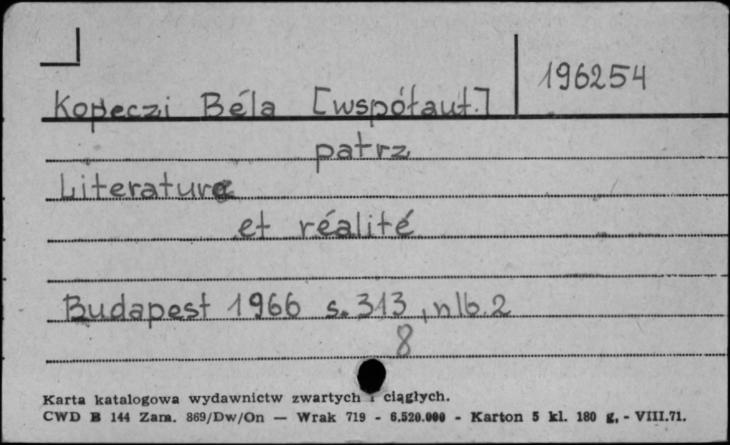 196254
Kopeczi Béla [współaut.]
patrz
Literature
et réalité
Budapest 1966 s. 313, nlb. 2
8
Karta katalogowa wydawnictw zwartych i ciągłych.
CWD B 144 Zam. 869/Dw/On — Wrak 719 - 6.520.000 - Karton 5 kl. 180 g, - VIII.71.